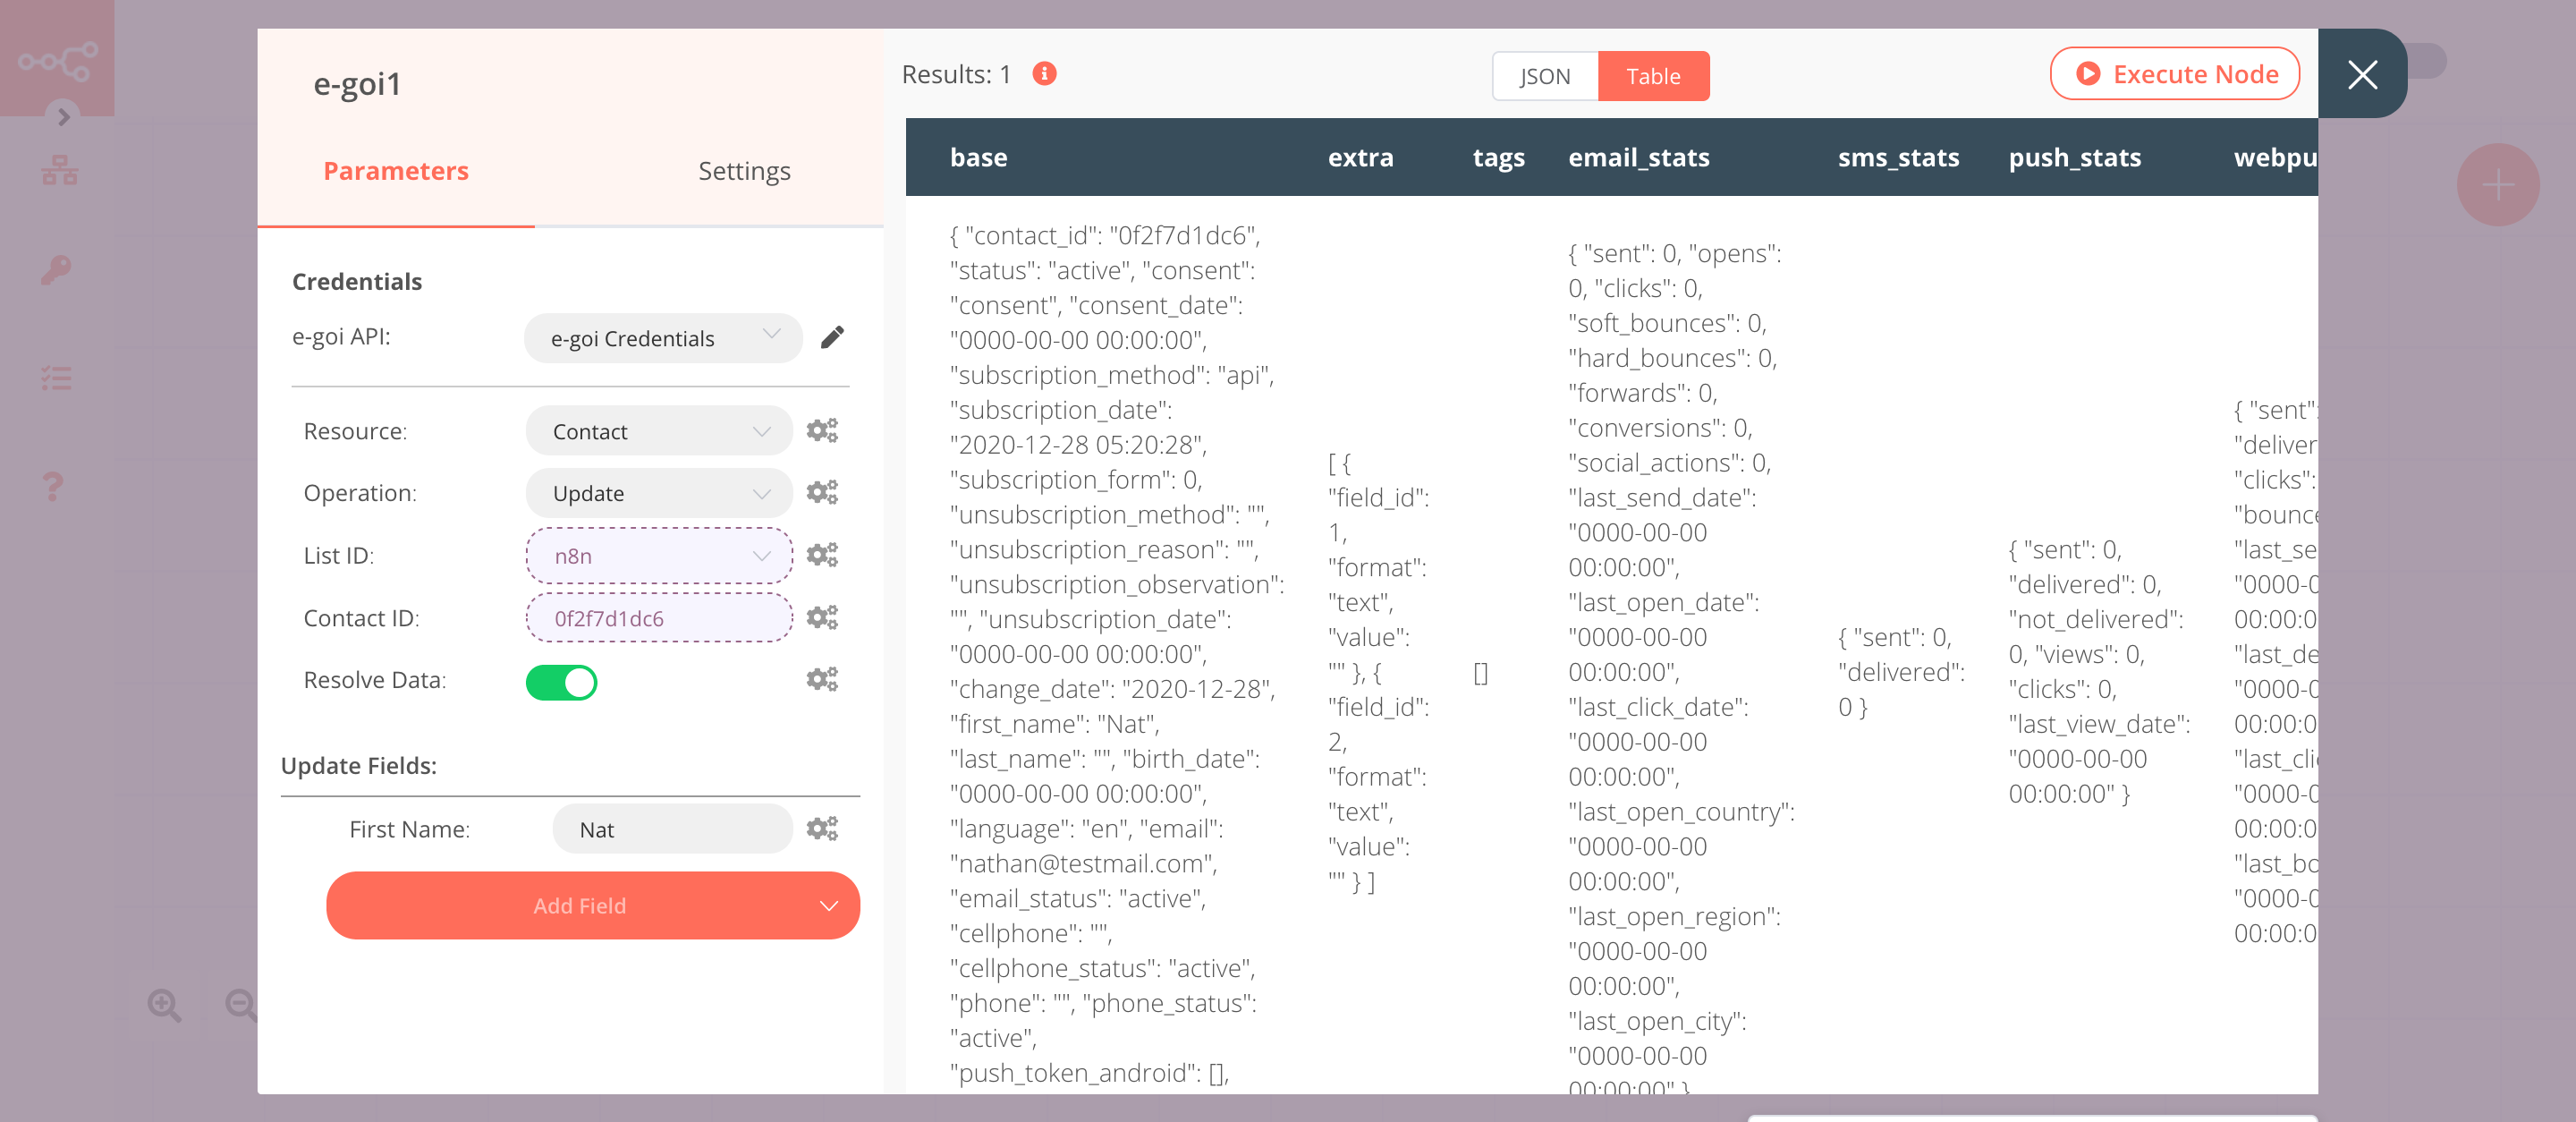 e-goi1
Parameters
Settings
Credentials
e-goi API:
e-goi Credentials
Resource:
Contact
Operation:
Update
List ID:
n8n
Contact ID:
0f2f7d1dc6
Resolve Data:
Update Fields:
First Name:
Nat
Add Field
Results: 1
JSON
Table
Execute Node
base
extra
tags
email_stats
sms_stats
push_stats
webpu
{ "contact_id": "0f2f7d1dc6",
"status": "active", "consent":
"consent", "consent_date":
"0000-00-00 00:00:00",
"subscription_method": "api",
"subscription_date":
"2020-12-28 05:20:28",
"subscription_form": 0,
"unsubscription_method": "",
"unsubscription_reason": "",
"unsubscription_observation":
"", "unsubscription_date":
"0000-00-00 00:00:00",
"change_date": "2020-12-28",
"first_name": "Nat",
"last_name": "", "birth_date":
"0000-00-00 00:00:00",
"language": "en", "email":
"nathan@testmail.com",
"email_status": "active",
"cellphone": "",
"cellphone_status": "active",
"phone": "", "phone_status":
"active",
"push_token_android": [],
[ {
"field_id":
1,
"format":
"text",
"value":
"" }, {
"field_id":
2,
"format":
"text",
"value":
"" } ]
[]
{ "sent": 0, "opens":
0, "clicks": 0,
"soft_bounces": 0,
"hard_bounces": 0,
"forwards": 0,
"conversions": 0,
"social_actions": 0,
"last_send_date":
"0000-00-00
00:00:00",
"last_open_date":
"0000-00-00
00:00:00",
"last_click_date":
"0000-00-00
00:00:00",
"last_open_country":
"0000-00-00
00:00:00",
"last_open_region":
"0000-00-00
00:00:00",
"last_open_city":
"0000-00-00
00:00:00" }
{ "sent": 0,
"delivered":
0 }
{ "sent": 0,
"delivered": 0,
"not_delivered":
0, "views": 0,
"clicks": 0,
"last_view_date":
"0000-00-00
00:00:00" }
{ "sent":
"deliver
"clicks":
"bounce
"last_se
"0000-0
00:00:0
"last_de
"0000-0
00:00:0
"last_cli
"0000-0
00:00:0
"last_bo
"0000-0
00:00:0